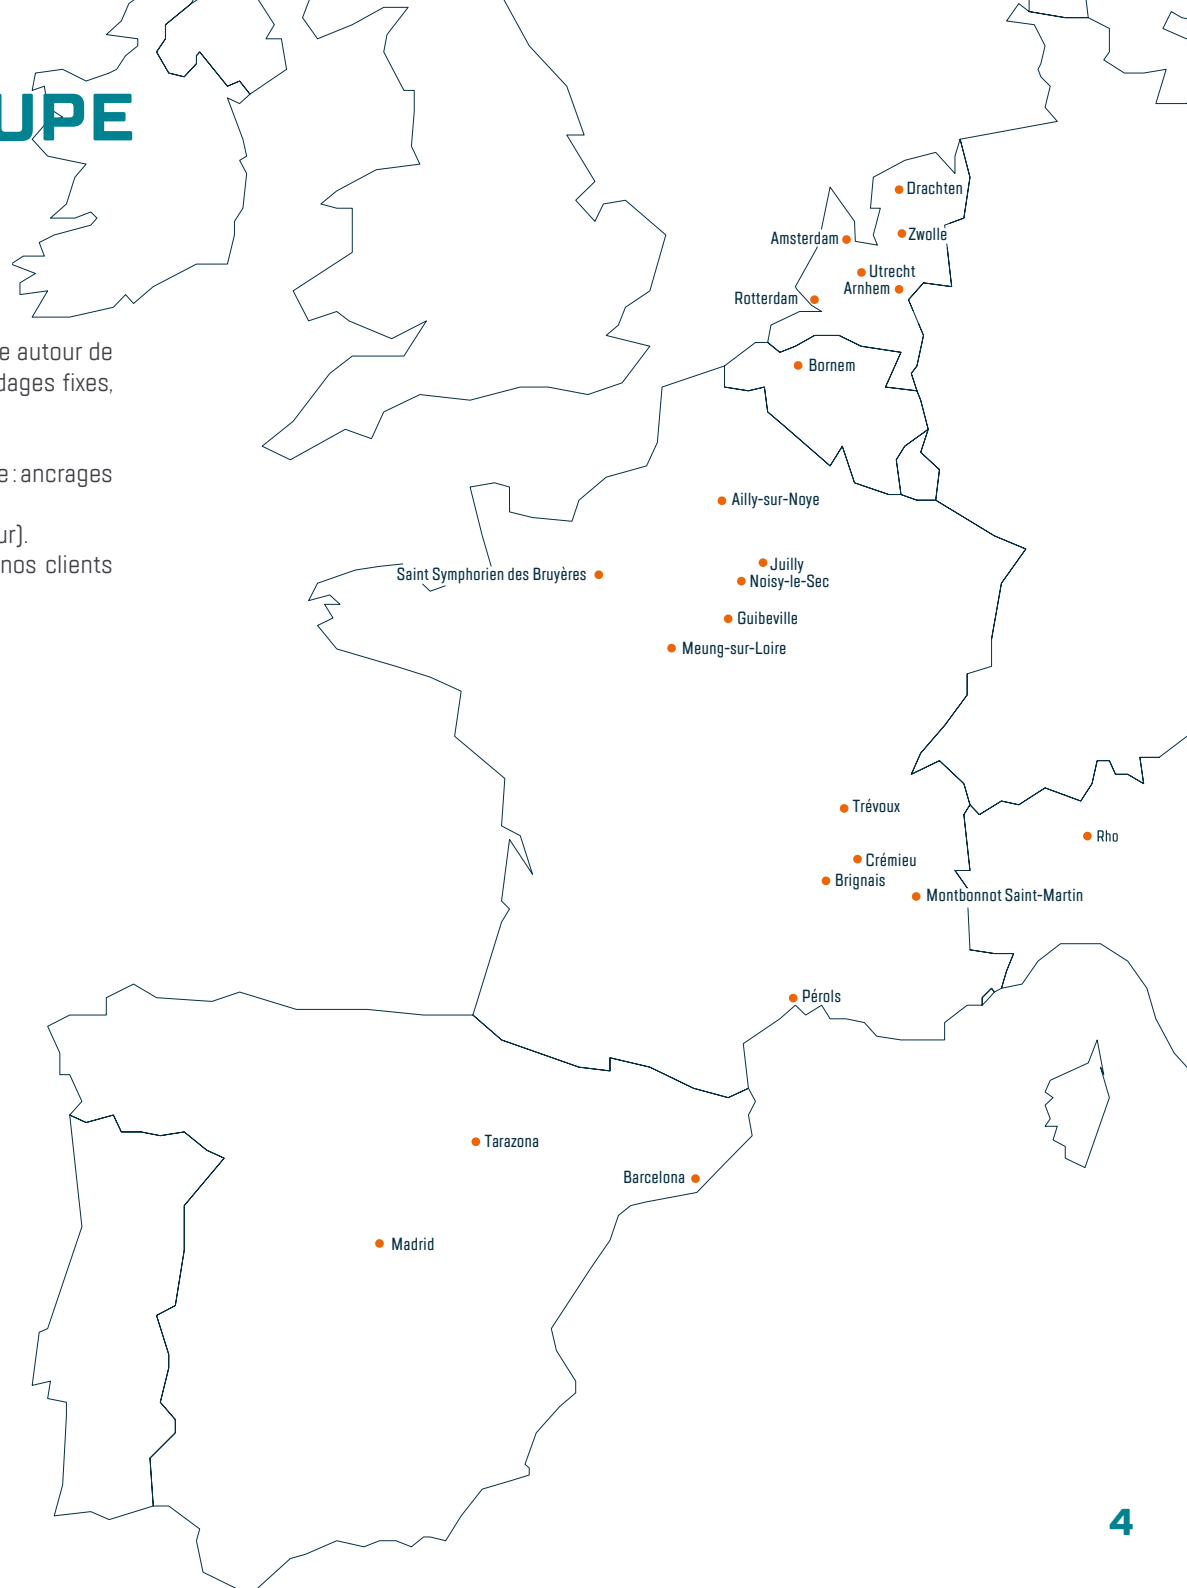 UPE
e autour de
dages fixes,
e : ancrages
ur).
nos clients
Drachten
Zwolle
Amsterdam
Utrecht
Arnhem
Rotterdam
Bornem
Ailly-sur-Noye
Juilly
Saint Symphorien des Bruyères
Noisy-le-Sec
Guibeville
Meung-sur-Loire
Trévoux
Rho
Crémieu
Brignais
Montbonnot Saint-Martin
Pérols
Tarazona
Barcelona
Madrid
4